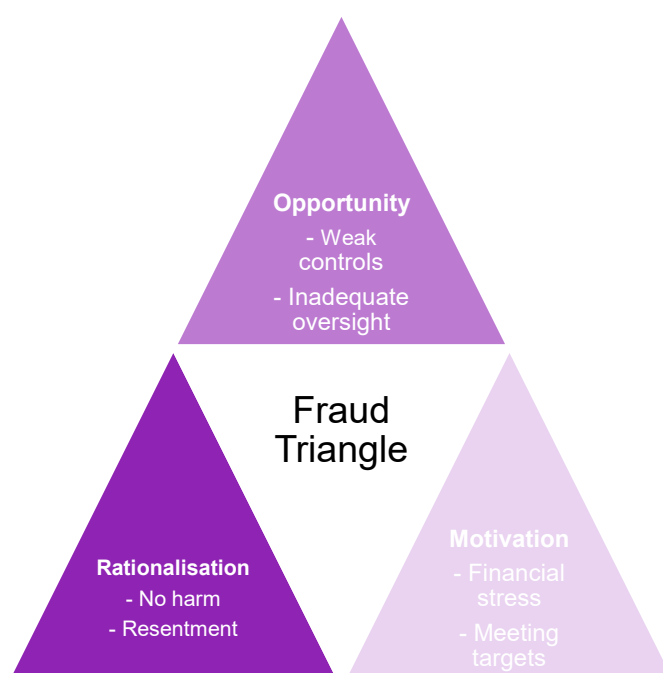 Opportunity
- Weak
controls
- Inadequate
oversight
Fraud
Triangle
Rationalisation
- No harm
- Resentment
Motivation
- Financial
stress
- Meeting
targets